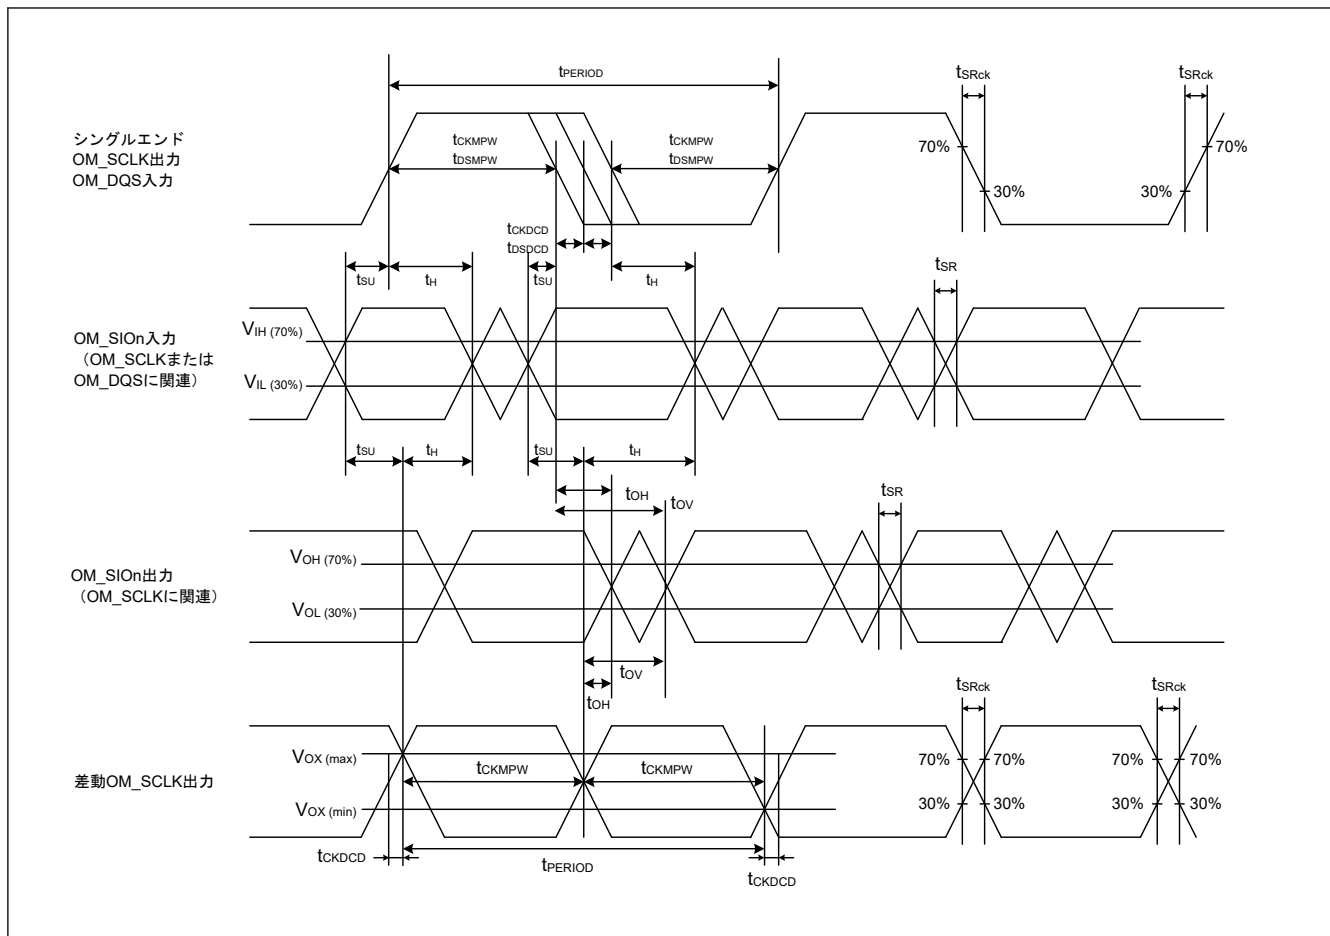 tPERIOD
tSRck
tSRck
シングルエンド
OM_SCLK出力
OM_DQS入力
tCKMPW
tDSMPW
tCKMPW
tDSMPW
70%
30%
30%
70%
tCKDCD
tDSDCD
tSU
tH
tSU
tH
tSR
OM_SIOn入力
（OM_SCLKまたは
OM_DQSに関連）
VIH (70%)
VIL (30%)
tSU
tH
tSU
tH
tOH
tOV
tSR
OM_SIOn出力
（OM_SCLKに関連）
VOH (70%)
VOL (30%)
tOV
tOH
tSRck
tSRck
差動OM_SCLK出力
VOX (max)
VOX (min)
tCKMPW
tCKMPW
70%
70%
70%
70%
30%
30%
30%
30%
tCKDCD
tPERIOD
tCKDCD